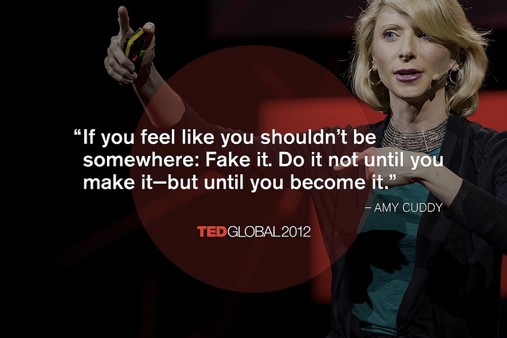 “If you feel like you shouldn’t be
somewhere: Fake it. Do it not until you
make it—but until you become it.”
– AMY CUDDY
TEDGLOBAL2012